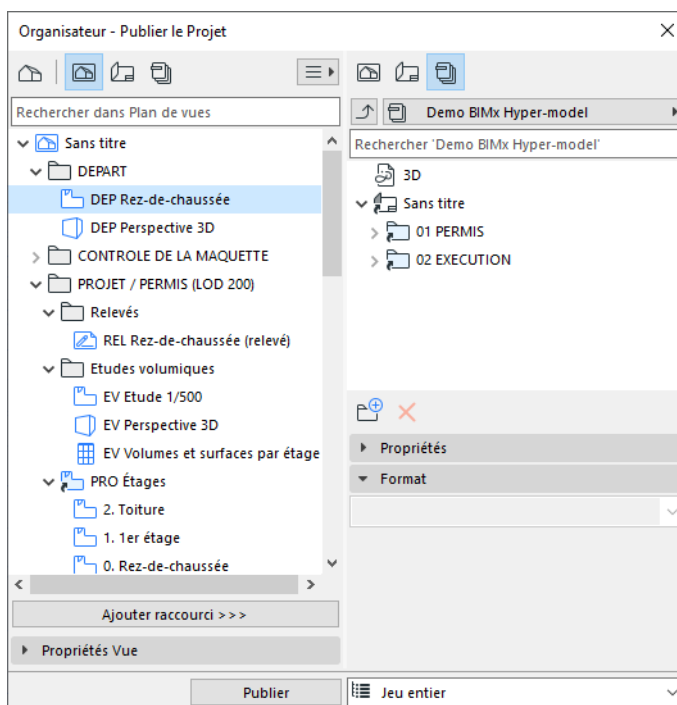 Organisateur - Publier le Projet
Rechercher dans Plan de vues
Sans titre
DEPART
DEP Rez-de-chaussée
DEP Perspective 3D
CONTROLE DE LA MAQUETTE
PROJET / PERMIS (LOD 200)
Relevés
REL Rez-de-chaussée (relevé)
Etudes volumiques
EV Etude 1/500
EV Perspective 3D
EV Volumes et surfaces par étage
PRO Étages
2. Toiture
1. 1er étage
0. Rez-de-chaussée
Ajouter raccourci >>>
Propriétés Vue
Demo BIMx Hyper-model
Rechercher 'Demo BIMx Hyper-model'
3D
Sans titre
01 PERMIS
02 EXECUTION
Propriétés
Format
Publier
Jeu entier